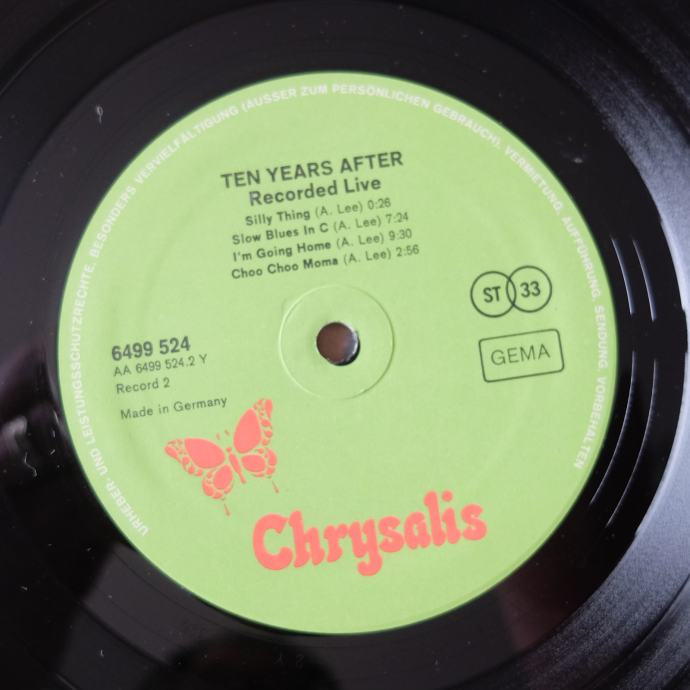 URHEBER- UND LEISTUNGSSCHUTZRECHTE, BESONDERS VERVIELFÄLTIGUNG (AUSSER ZUM PERSÖNLICHEN GEBRAUCH), VERMIETUNG, AUFFÜHRUNG, SENDUNG VORBEHALTEN
TEN YEARS AFTER
Recorded Live
Silly Thing (A. Lee) 0:26
Slow Blues In C (A. Lee) 7:24
I'm Going Home (A. Lee) 9:30
Choo Choo Moma (A. Lee) 2:56
ST 33
GEMA
6499 524
AA 6499 524.2 Y
Record 2
Made in Germany
Chrysalis